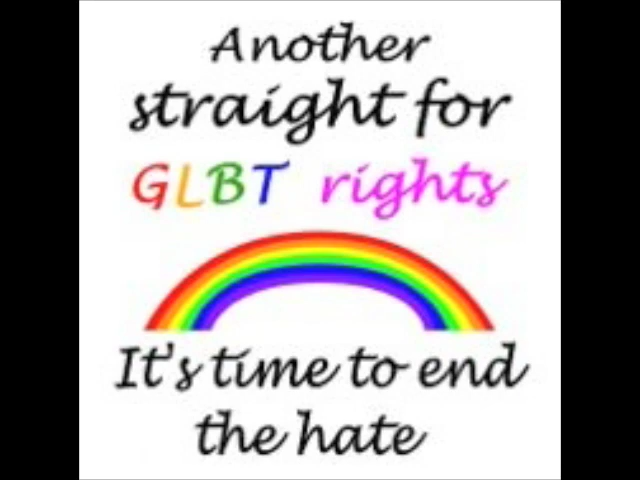 Another
straight for
GLBT rights
It's time to end
the hate